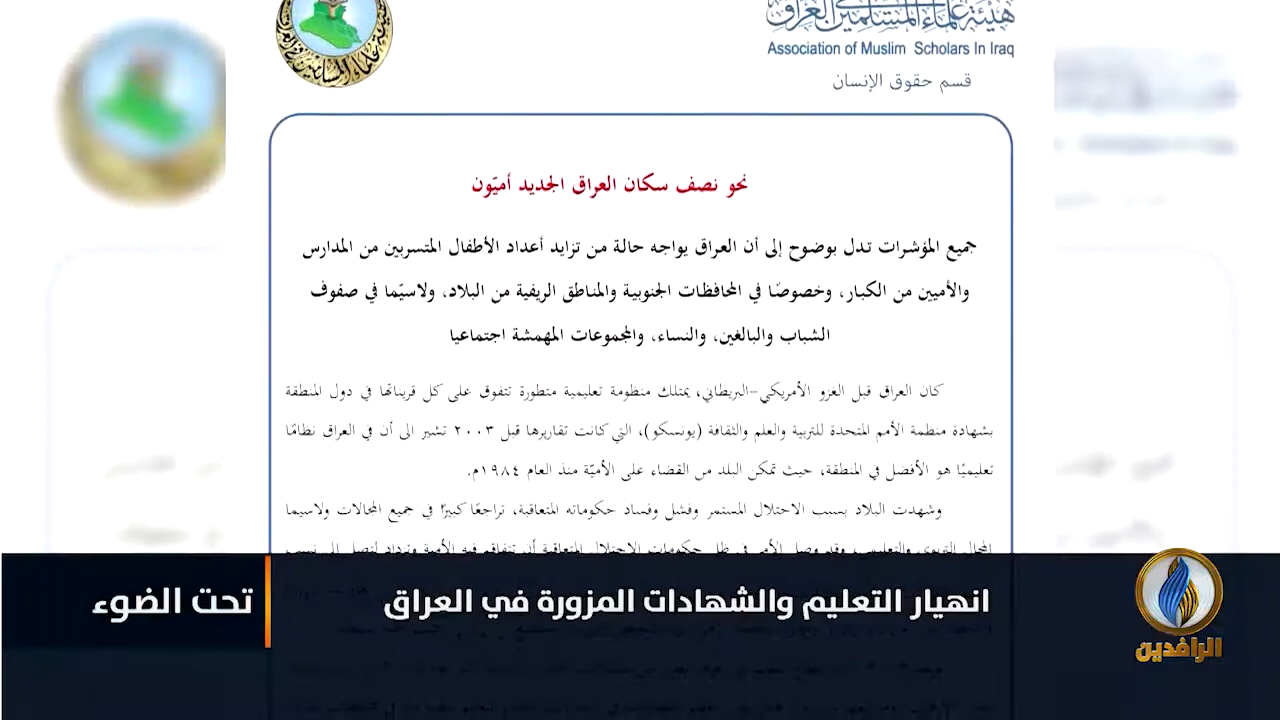 هيئة علماء المسلمين في العراق
Association of Muslim Scholars In Iraq
قسم حقوق الإنسان
نحو نصف سكان العراق الجديد أميّون
جميع المؤشرات تدل بوضوح إلى أن العراق يواجه حالة من تزايد أعداد الأطفال المتسربين من المدارس
والأميين من الكبار، وخصوصًا في المحافظات الجنوبية والمناطق الريفية من البلاد، ولاسيّما في صفوف
الشباب والبالغين، والنساء، والمجموعات المهمشة اجتماعيا
كان العراق قبل الغزو الأمريكي-البريطاني، يمتلك منظومة تعليمية متطورة تتفوق على كل قريناتها في دول المنطقة
بشهادة منظمة الأمم المتحدة للتربية والعلم والثقافة (يونسكو)، التي كانت تقاريرها قبل ٢٠٠٣ تشير الى أن في العراق نظامًا
تعليميًا هو الأفضل في المنطقة، حيث تمكن البلد من القضاء على الأميّة منذ العام ١٩٨٤م.
وشهدت البلاد بسبب الاحتلال المستمر وفشل وفساد حكوماته المتعاقبة، تراجعًا كبيرًا في جميع المجالات ولاسيما
انهيار التعليم والشهادات المزورة في العراق
تحت الضوء
الرافدين